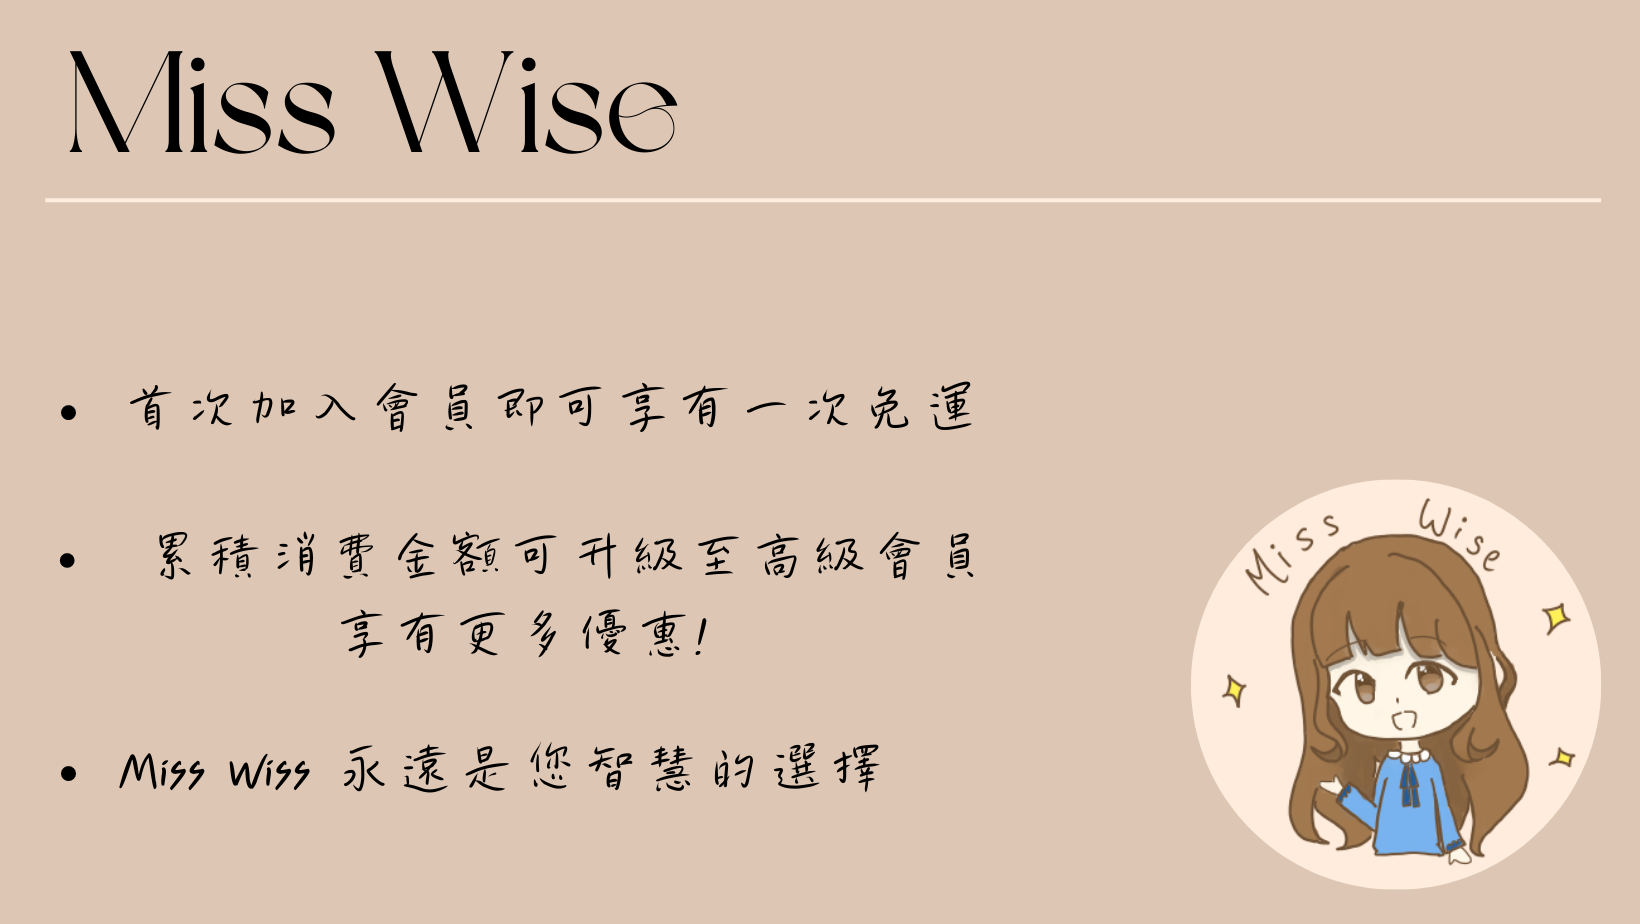 Miss Wise
• 首次加入會員即可享有一次免運
• 累積消費金額可升級至高級會員
享有更多優惠!
• Miss Wiss 永遠是您智慧的選擇
Miss Wise